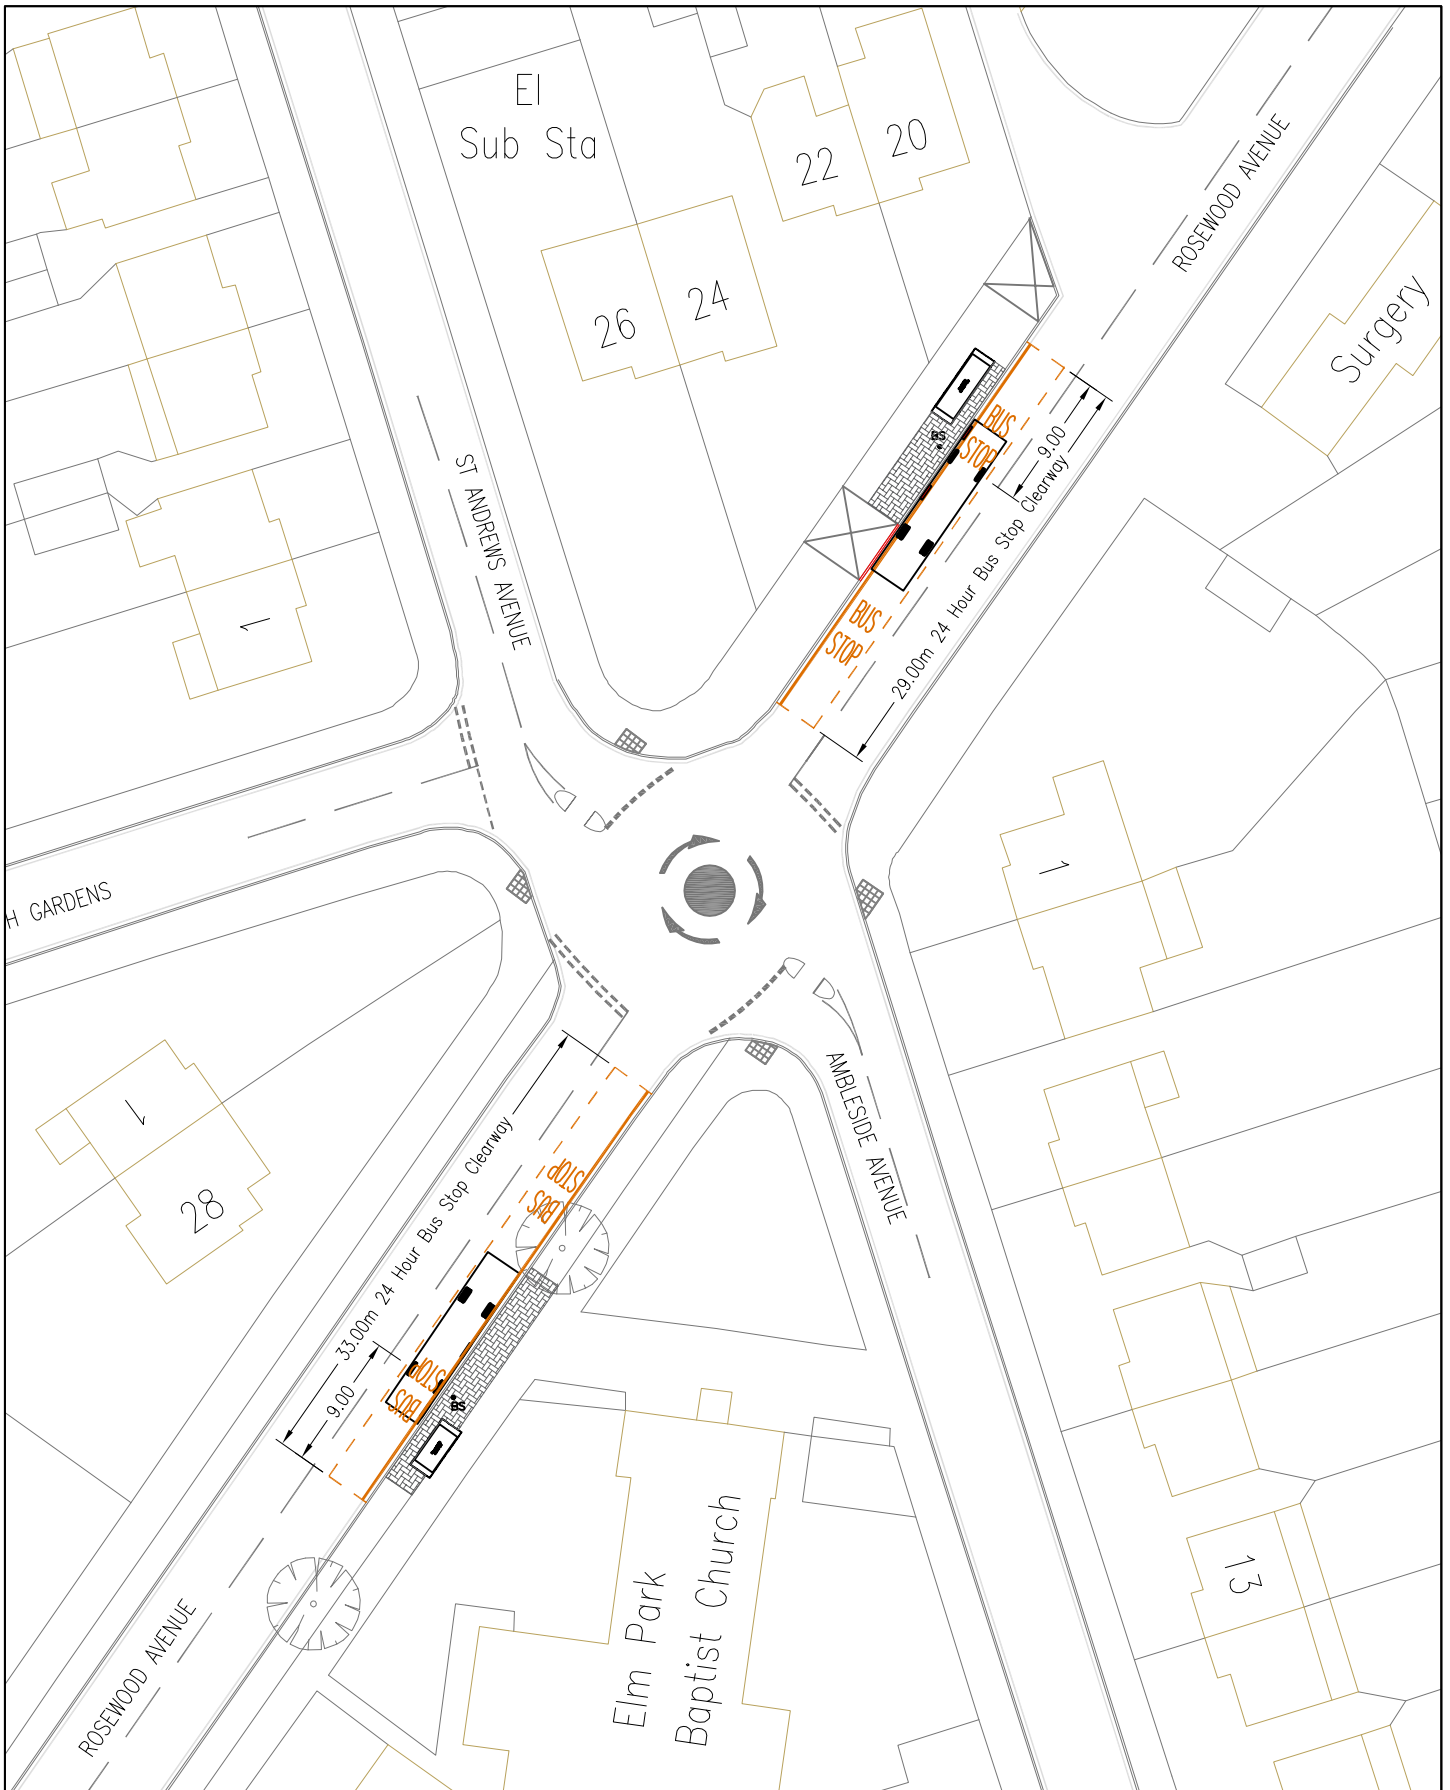 El
Sub Sta
22
20
26
24
ROSEWOOD AVENUE
Surgery
ST ANDREWS AVENUE
1
BS
BUS
STOP
9.00
29.00m 24 Hour Bus Stop Clearway
BUS
STOP
H GARDENS
1
1
28
AMBLESIDE AVENUE
33.00m 24 Hour Bus Stop Clearway
9.00
BUS
STOP
BUS
STOP
BS
13
Elm Park
Baptist Church
ROSEWOOD AVENUE